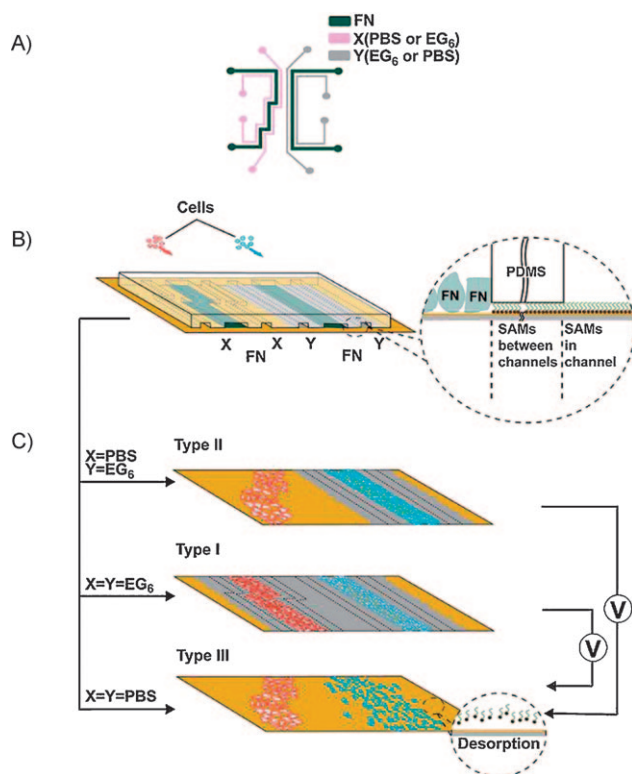 A)
FN
X(PBS or EG6)
Y(EG6 or PBS)
B)
Cells
X
FN
X
Y
FN
Y
FN
FN
PDMS
SAMs
between
channels
SAMs
in
channel
C)
X=PBS
Y=EG6
Type II
Type I
X=Y=EG6
V
V
Type III
X=Y=PBS
Desorption